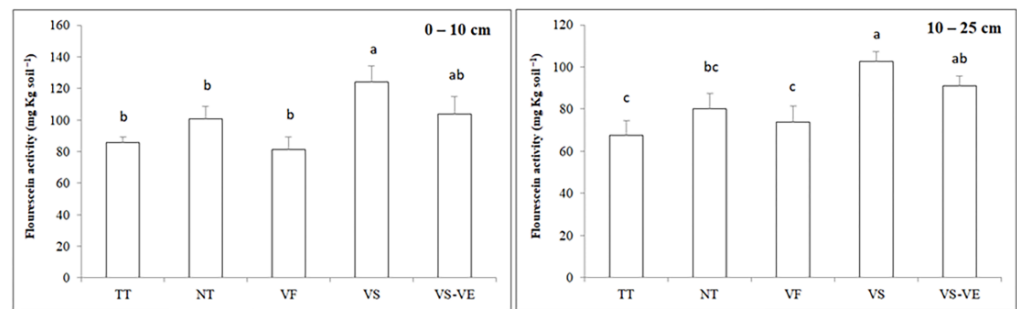 0 – 10 cm
Flourescein activity (mg Kg soil ⁻¹)
160
140
120
100
80
60
40
20
0
b
b
b
a
ab
TT NT VF VS VS-VE
10 – 25 cm
Flourescein activity (mg Kg soil ⁻¹)
120
100
80
60
40
20
0
c
bc
c
a
ab
TT NT VF VS VS-VE